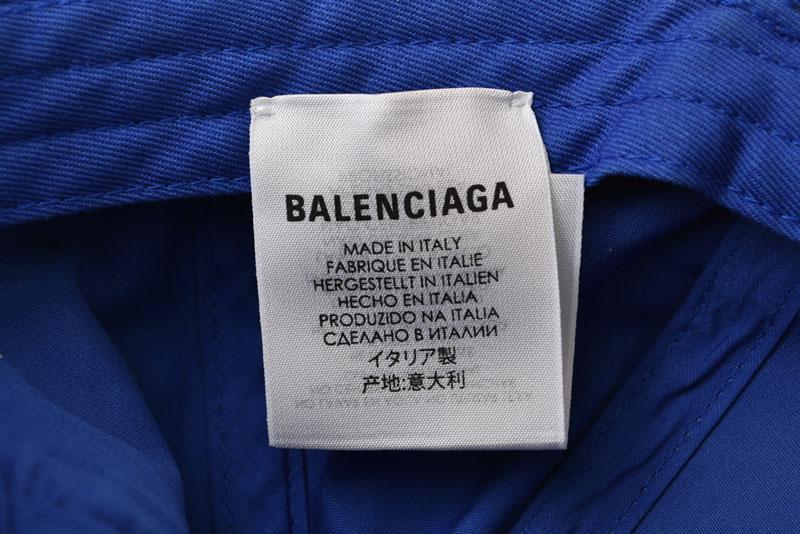 BALENCIAGA
MADE IN ITALY
FABRIQUE EN ITALIE
HERGESTELLT IN ITALIEN
HECHO EN ITALIA
PRODUZIDO NA ITALIA
СДЕЛАНО В ИТАЛИИ
イタリア製
产地:意大利